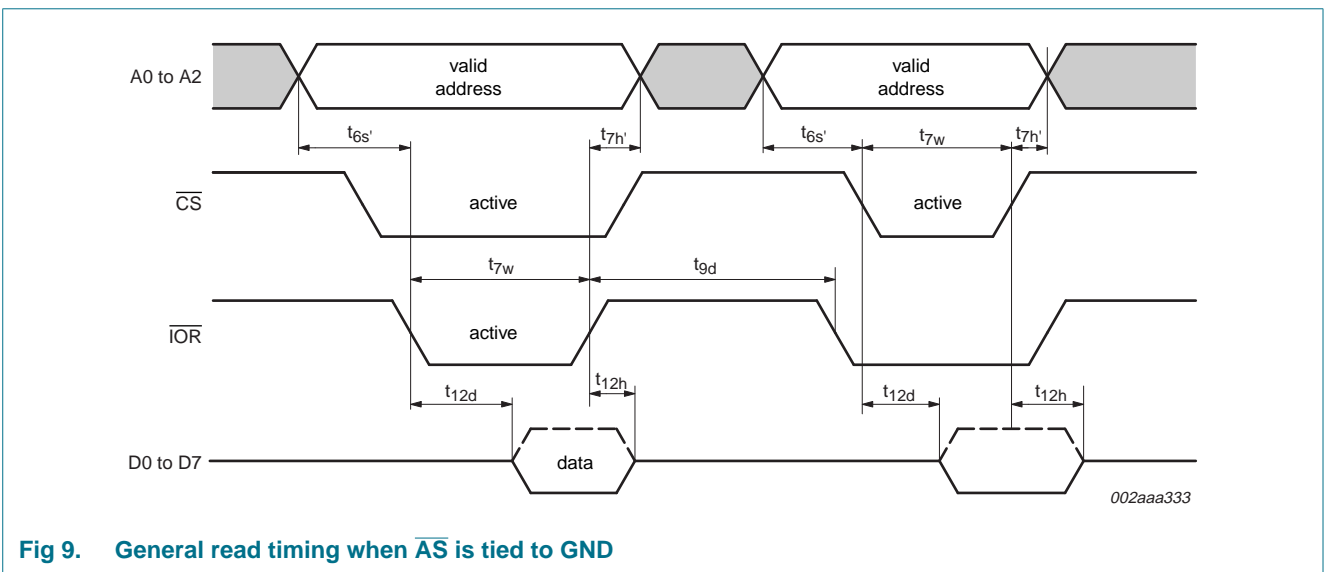 A0 to A2
valid
address
valid
address
t6s'
t7h'
t6s'
t7w
t7h'
CS
active
active
t7w
t9d
IOR
active
t12d
t12h
t12d
t12h
D0 to D7
data
002aaa333
Fig 9. General read timing when AS is tied to GND